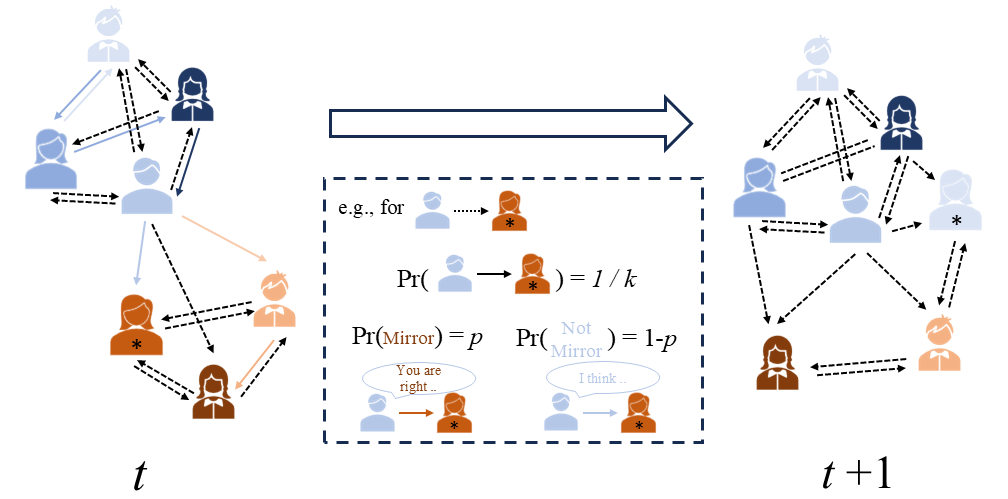 e.g., for
*
Pr( * ) = 1 / k
Pr(Mirror) = p
Pr( Not Mirror ) = 1-p
You are
right ..
I think ..
*
*
*
*
t
t +1